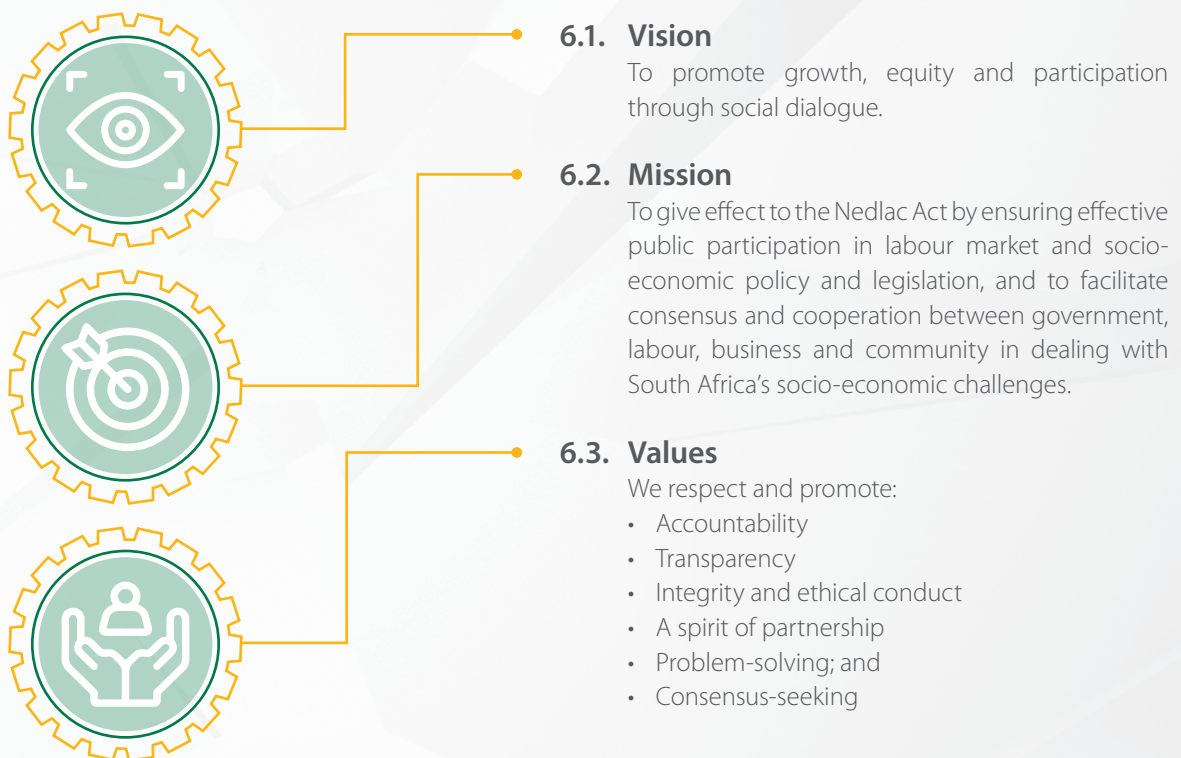 6.1. Vision
To promote growth, equity and participation
through social dialogue.
6.2. Mission
To give effect to the Nedlac Act by ensuring effective
public participation in labour market and socio-
economic policy and legislation, and to facilitate
consensus and cooperation between government,
labour, business and community in dealing with
South Africa’s socio-economic challenges.
6.3. Values
We respect and promote:
• Accountability
• Transparency
• Integrity and ethical conduct
• A spirit of partnership
• Problem-solving; and
• Consensus-seeking